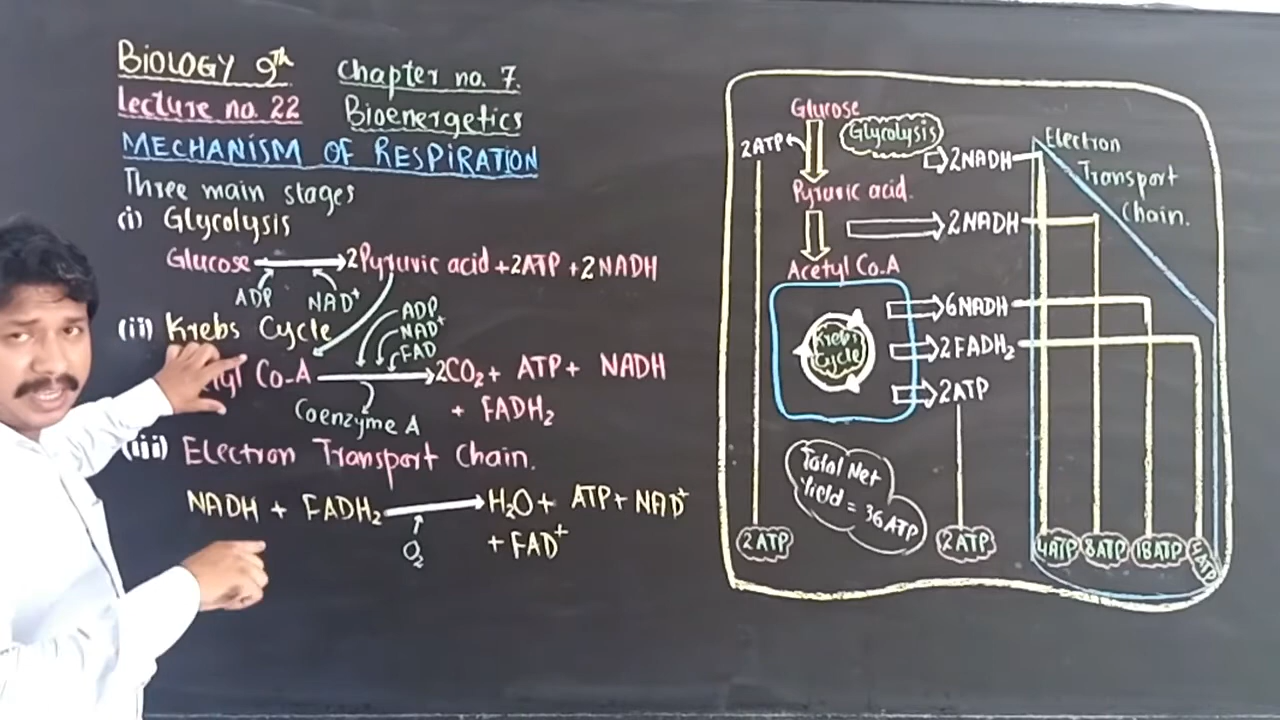 BIOLOGY 9th
chapter no. 7.
Lecture no. 22
Bioenergetics
MECHANISM OF RESPIRATION
Three main stages
(i) Glycolysis
Glucose → 2Pyruvic acid + 2ATP + 2NADH
ADP
NAD+
(ii) Krebs Cycle
ADP
NAD+
FAD
Co-A → 2CO2 + ATP + NADH
+ FADH2
Coenzyme A
(iii) Electron Transport Chain.
NADH + FADH2 → H2O + ATP + NAD+
+ FAD+
O2
Glucose
2ATP
Glycolysis
2NADH
Electron
Transport
Chain.
Pyruvic acid.
2NADH
Acetyl Co.A
6NADH
Krebs
Cycle
2FADH2
2ATP
Total Net
Yield = 36ATP
2ATP
2ATP
4ATP
18ATP
4ATP